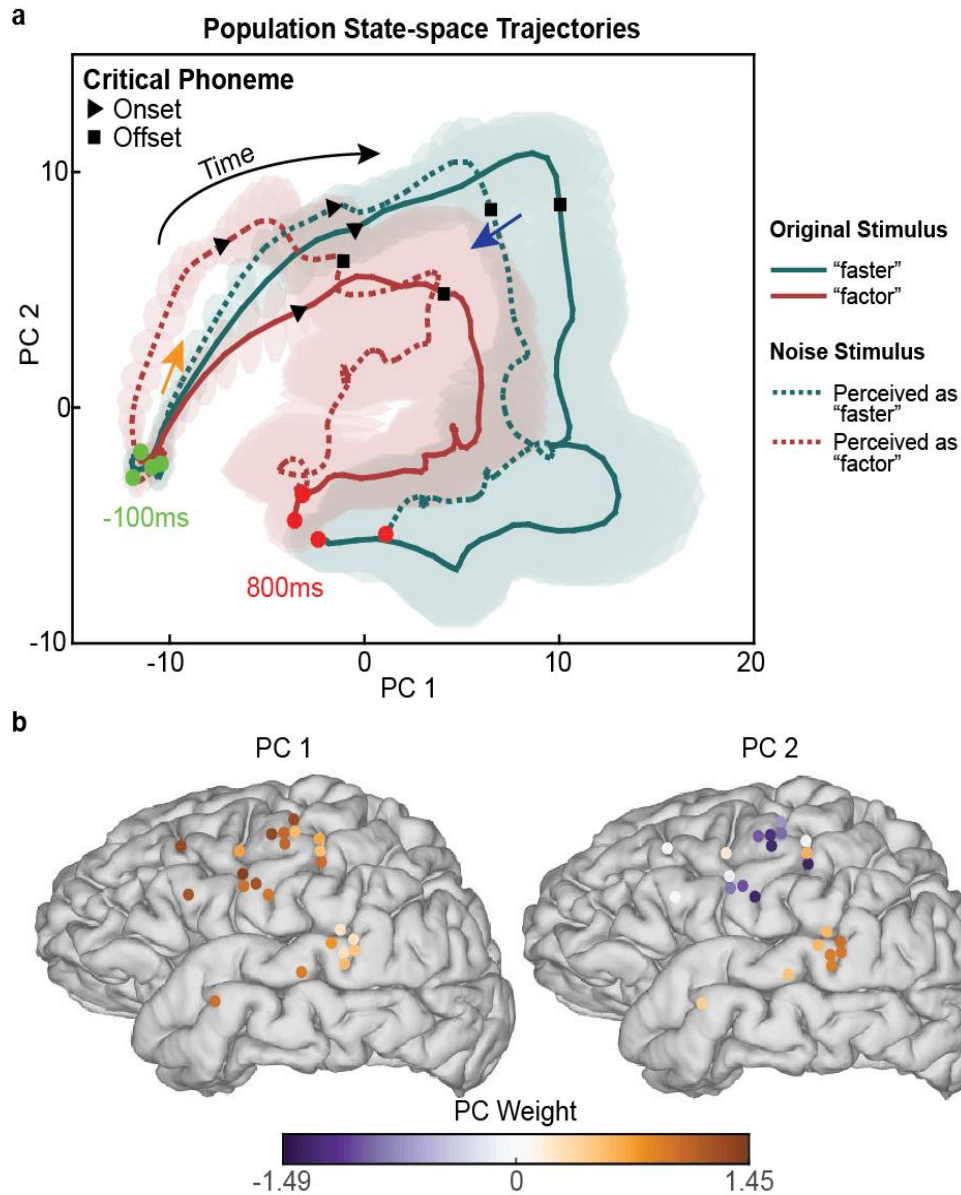 a
Population State-space Trajectories
Critical Phoneme
Onset
Offset
Time
10
0
-10
PC 2
-100ms
800ms
-10
0
10
20
PC 1
Original Stimulus
“faster”
“factor”
Noise Stimulus
Perceived as
“faster”
Perceived as
“factor”
b
PC 1
PC 2
PC Weight
-1.49
0
1.45